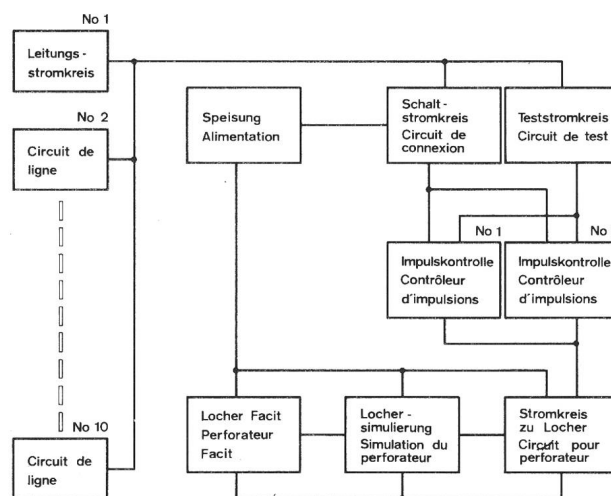 No 1
Leitungs-
stromkreis
No 2
Circuit de
ligne
No 10
Circuit de
ligne
Speisung
Alimentation
Schalt-
stromkreis
Circuit de
connexion
Teststromkreis
Circuit de test
No 1
Impulskontrolle
Contrôleur
d'impulsions
No
Impulskontrolle
Contrôleur
d'impulsions
Locher Facit
Perforateur
Facit
Locher-
simulierung
Simulation du
perforateur
Stromkreis
zu Locher
Circuit pour
perforateur